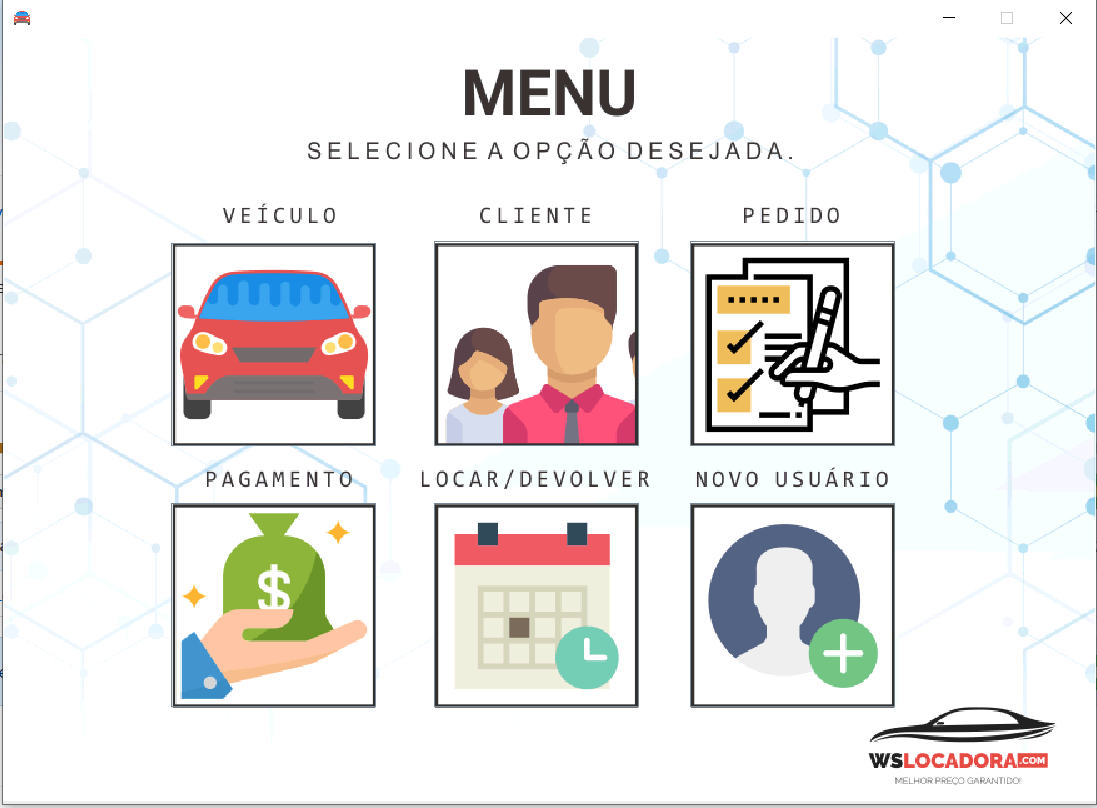 MENU
SELECIONE A OPÇÃO DESEJADA.
VEÍCULO CLIENTE PEDIDO
PAGAMENTO LOCAR/DEVOLVER NOVO USUÁRIO
$
WSLOCADORA.COM
MELHOR PREÇO GARANTIDO!